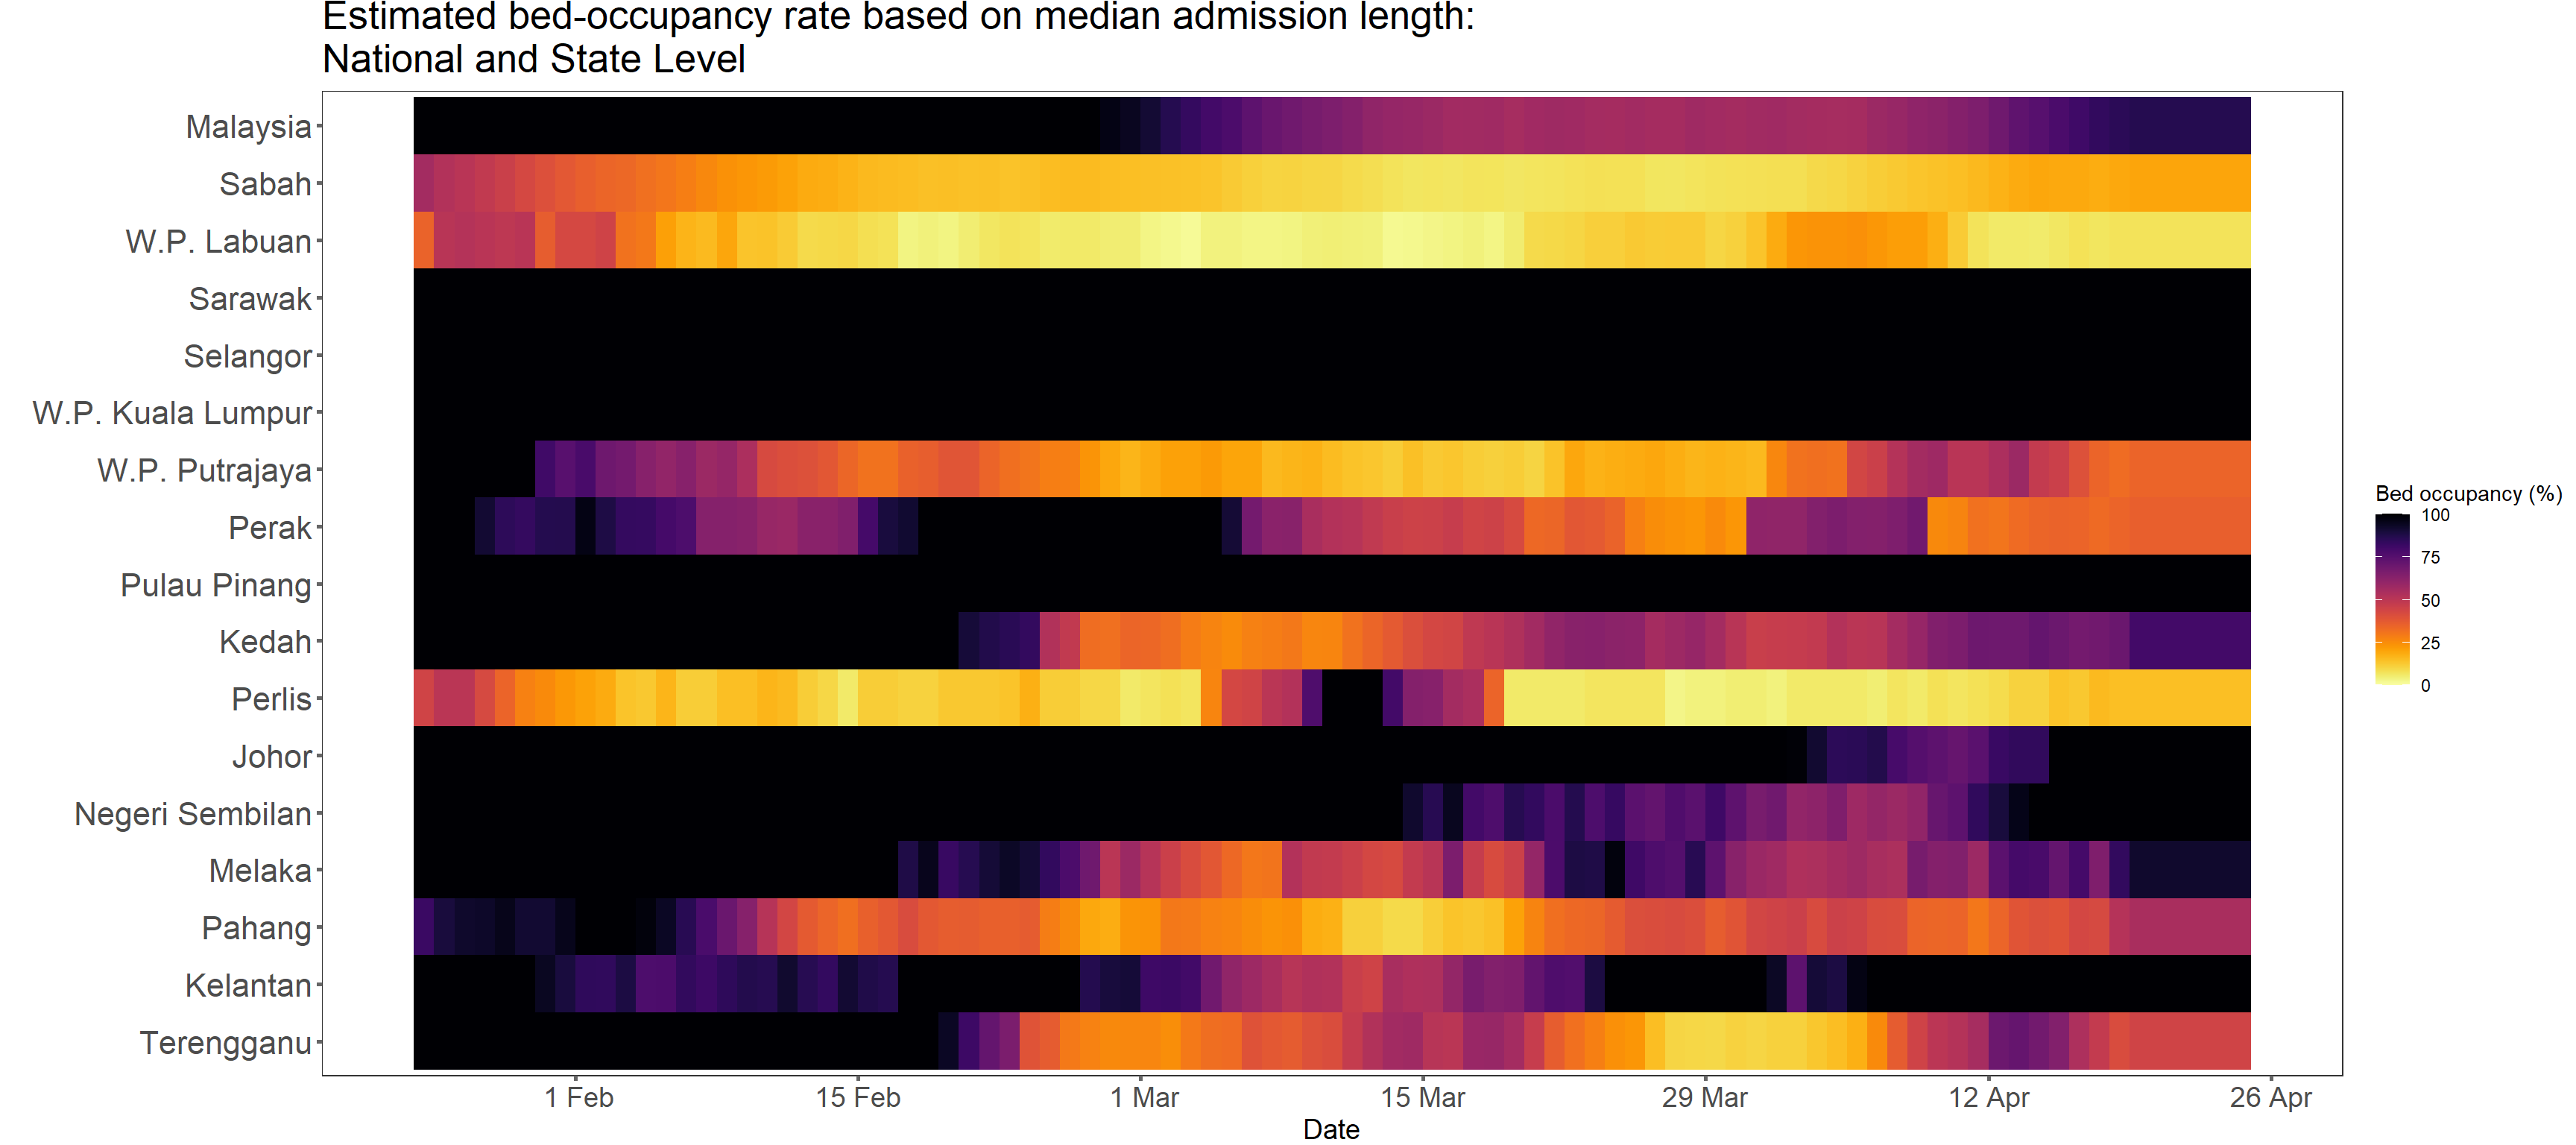 Estimated bed-occupancy rate based on median admission length:
National and State Level
Malaysia
Sabah
W.P. Labuan
Sarawak
Selangor
W.P. Kuala Lumpur
W.P. Putrajaya
Perak
Pulau Pinang
Kedah
Perlis
Johor
Negeri Sembilan
Melaka
Pahang
Kelantan
Terengganu
1 Feb
15 Feb
1 Mar
15 Mar
29 Mar
12 Apr
26 Apr
Date
Bed occupancy (%)
100
75
50
25
0